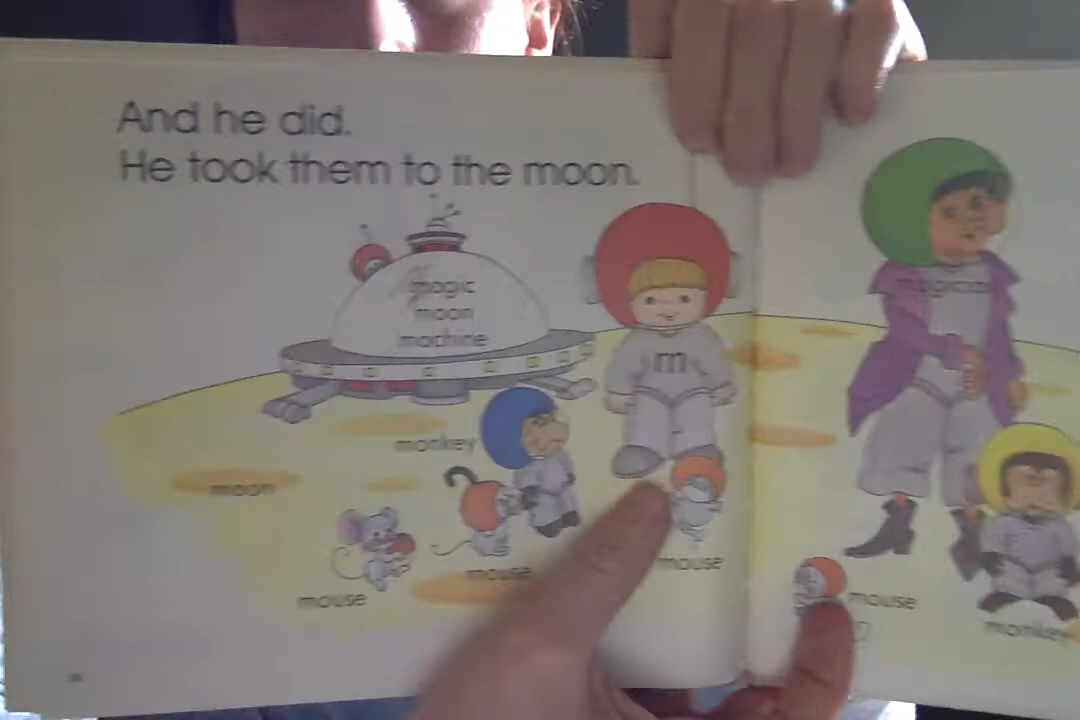 And he did.
He took them to the moon.
Magic
moon
machine
m
magician
monkey
moon
mouse
mouse
mouse
mouse
monkey